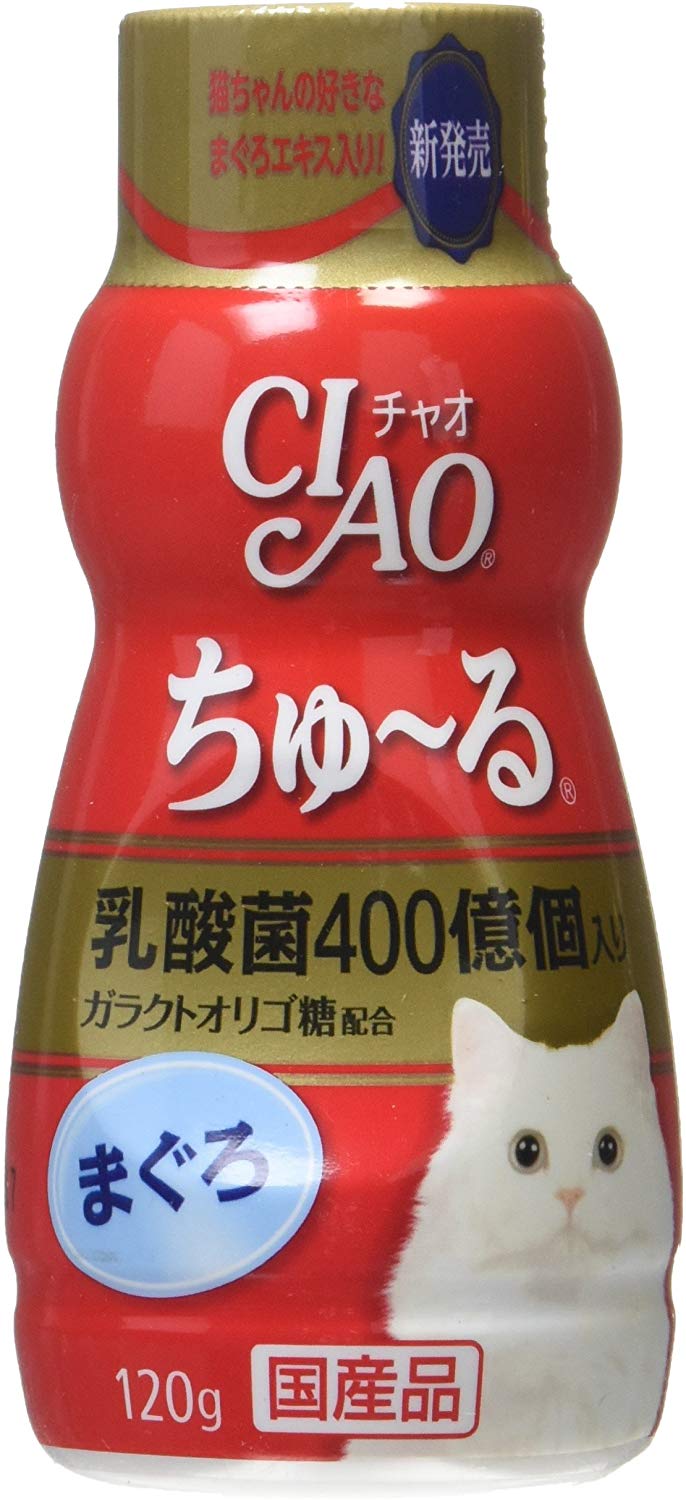 猫ちゃんの好きな
まぐろエキス入り!
新発売
CIAO チャオ ®
ちゅ～る®
乳酸菌400億個入り
ガラクトオリゴ糖配合
まぐろ
120g
国産品